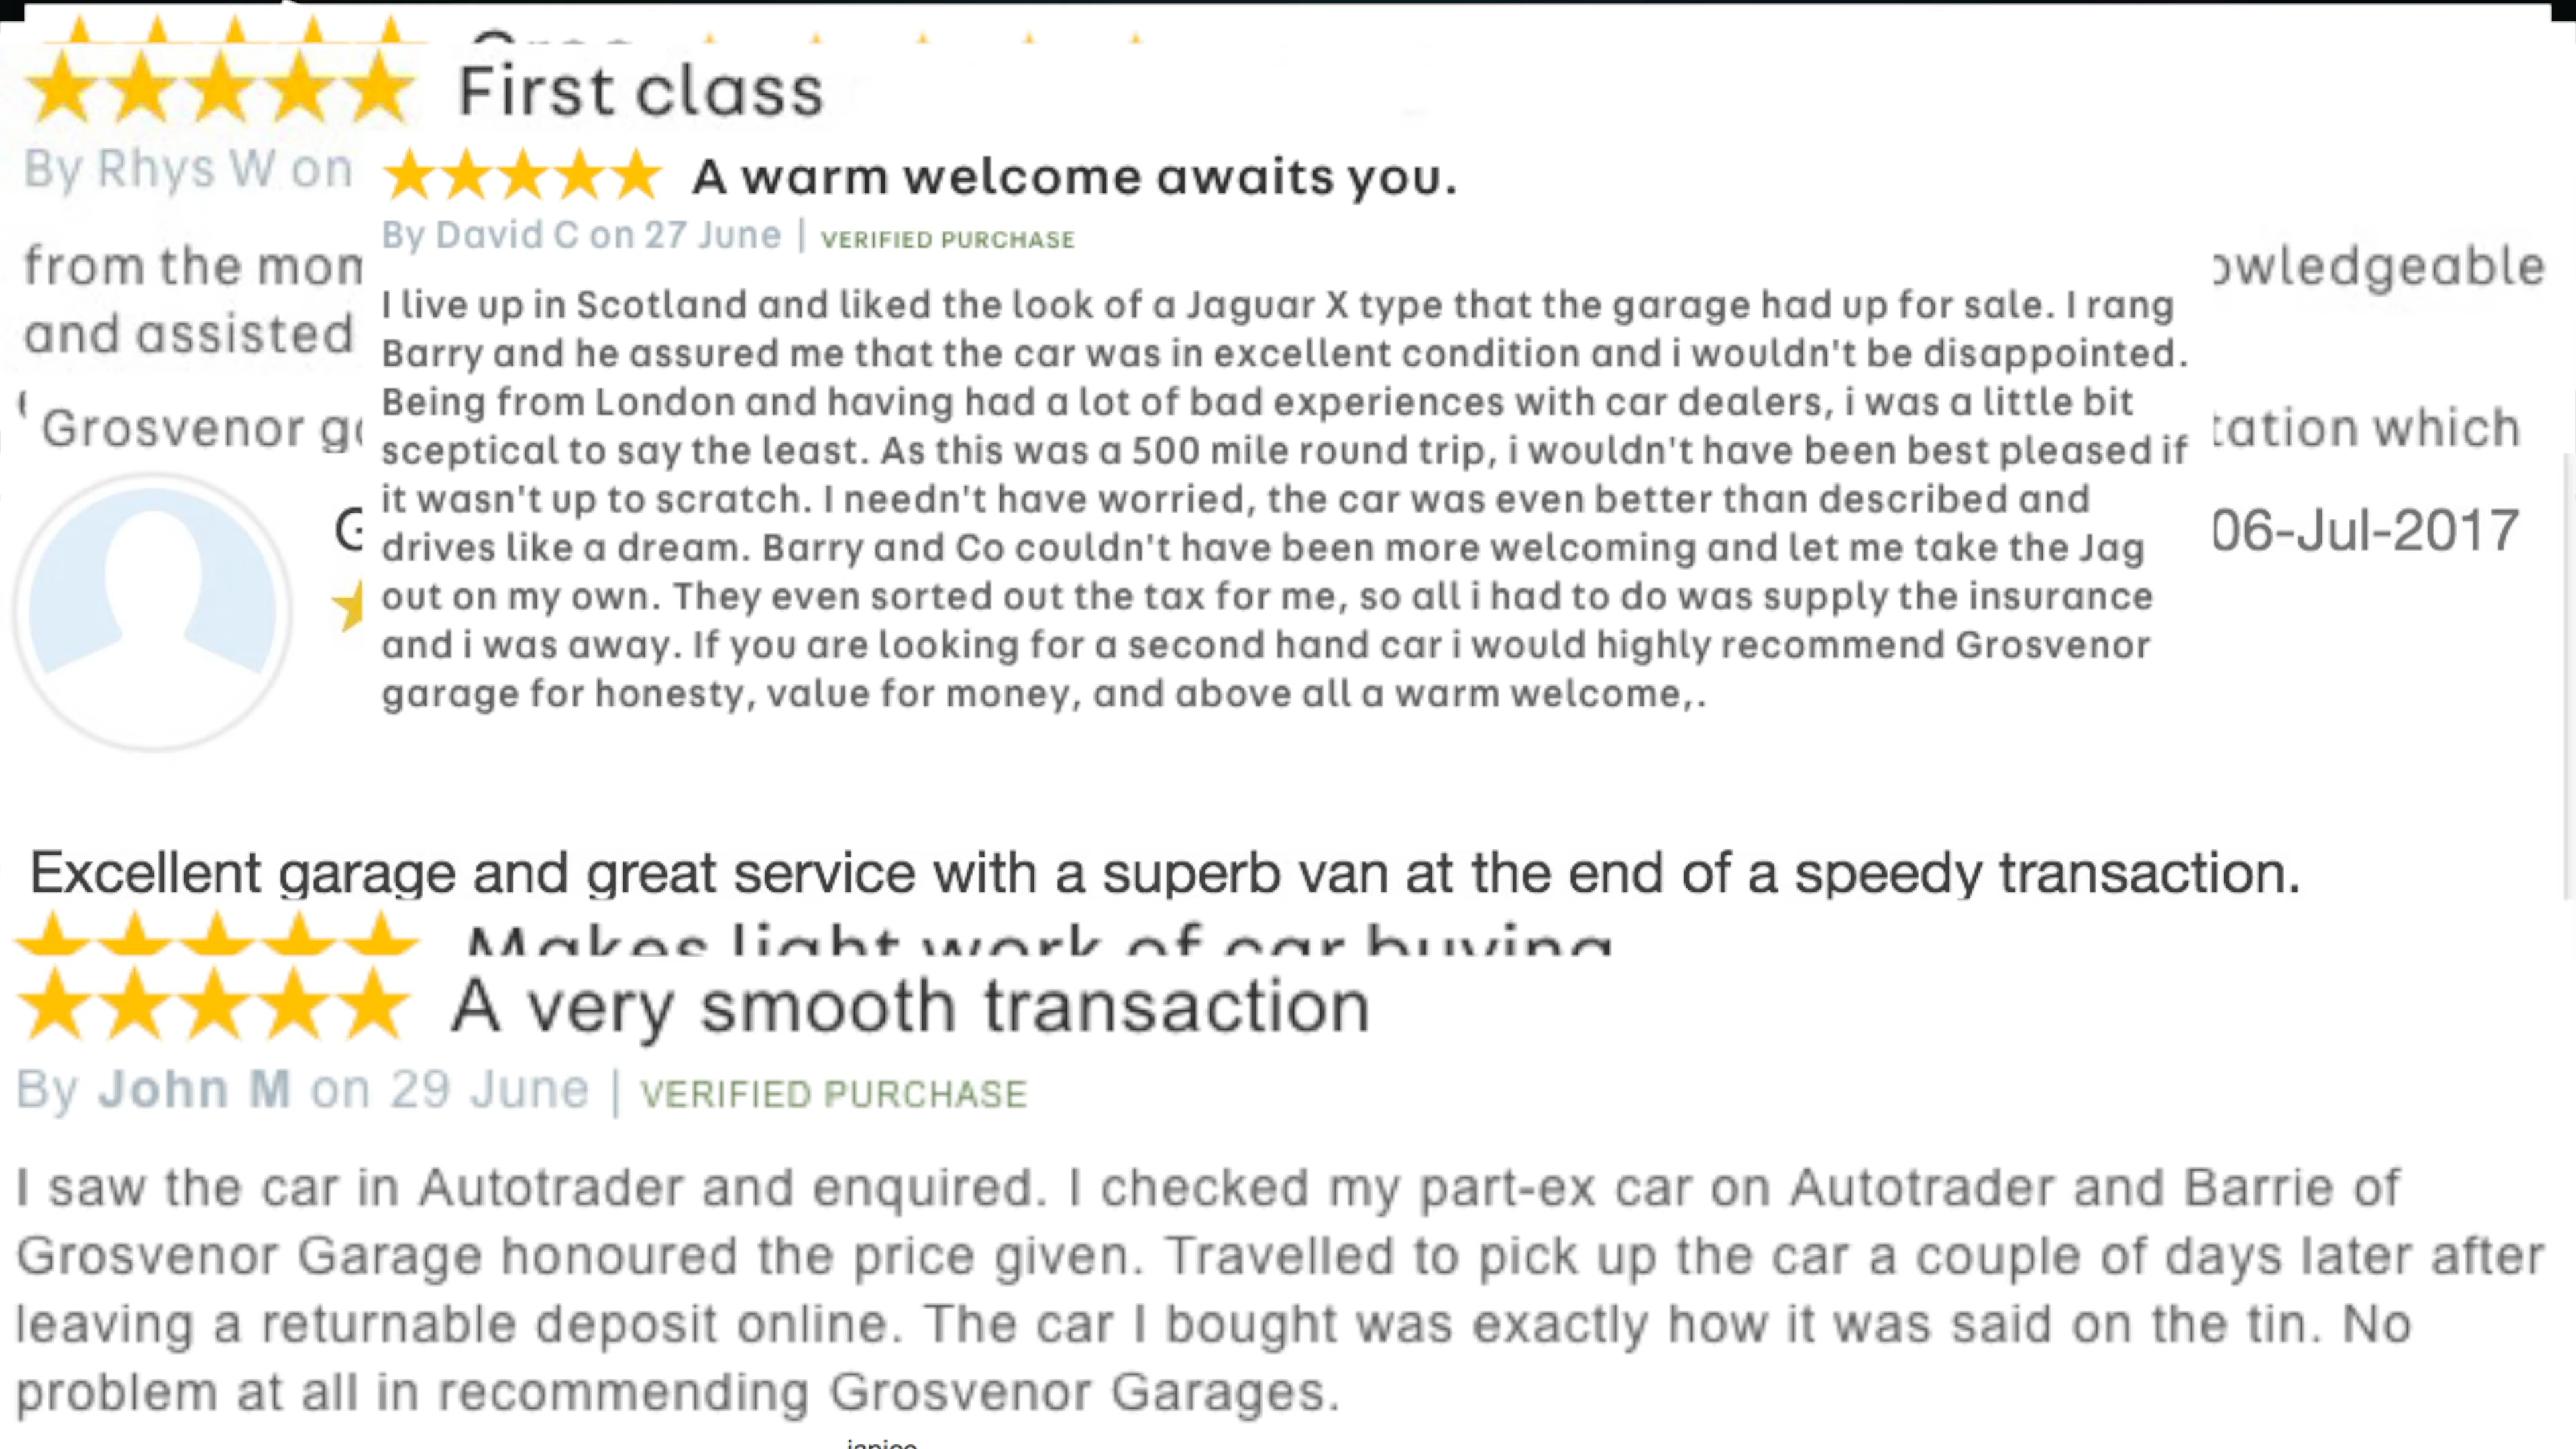 First class
By Rhys W on
A warm welcome awaits you.
By David C on 27 June | VERIFIED PURCHASE
from the
owledgeable
and assisted
I live up in Scotland and liked the look of a Jaguar X type that the garage had up for sale. I rang
Barry and he assured me that the car was in excellent condition and i wouldn't be disappointed.
Being from London and having had a lot of bad experiences with car dealers, i was a little bit
sceptical to say the least. As this was a 500 mile round trip, i wouldn't have been best pleased if
it wasn't up to scratch. I needn't have worried, the car was even better than described and
drives like a dream. Barry and Co couldn't have been more welcoming and let me take the Jag
out on my own. They even sorted out the tax for me, so all i had to do was supply the insurance
and i was away. If you are looking for a second hand car i would highly recommend Grosvenor
garage for honesty, value for money, and above all a warm welcome,.
Grosvenor
tation which
G
06-Jul-2017
Excellent garage and great service with a superb van at the end of a speedy transaction.
Makes light work of car buying
A very smooth transaction
By John M on 29 June | VERIFIED PURCHASE
I saw the car in Autotrader and enquired. I checked my part-ex car on Autotrader and Barrie of
Grosvenor Garage honoured the price given. Travelled to pick up the car a couple of days later after
leaving a returnable deposit online. The car I bought was exactly how it was said on the tin. No
problem at all in recommending Grosvenor Garages.